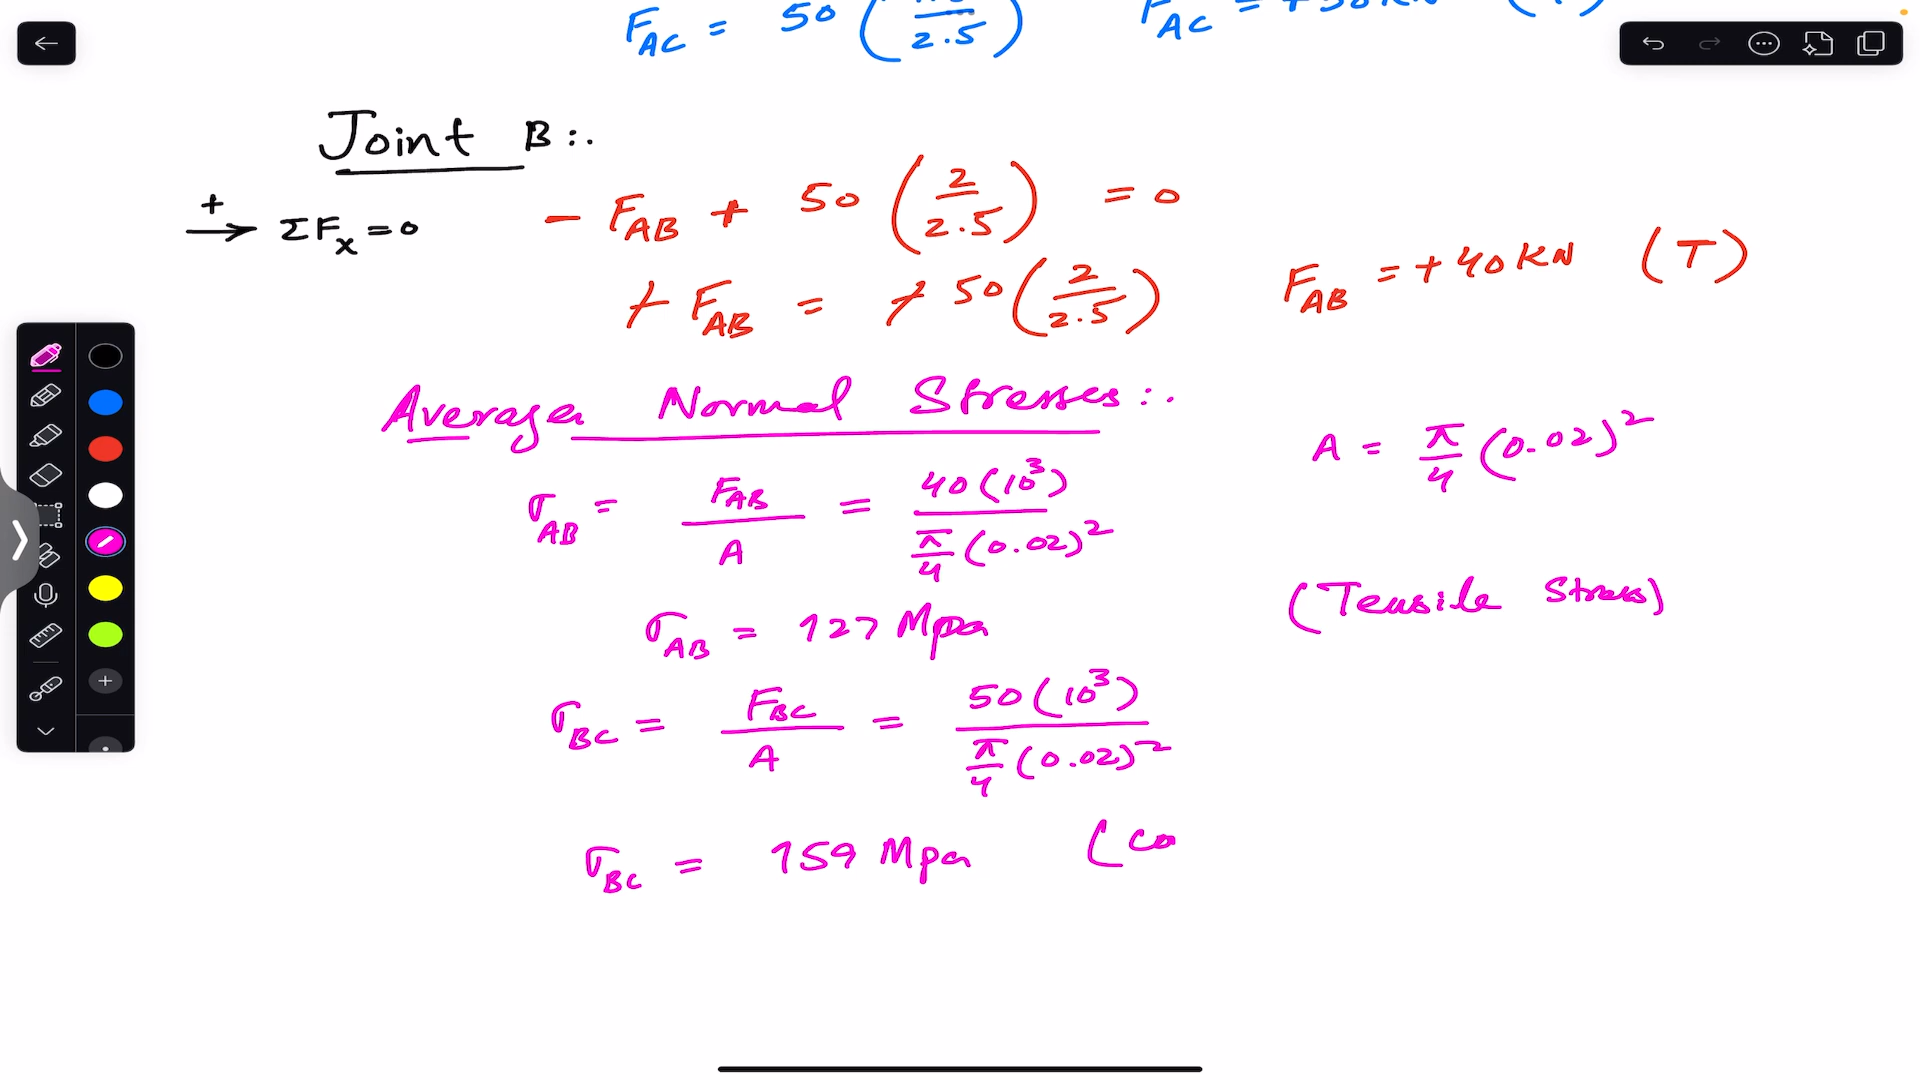 F_AC = 50 ( /2.5) F_AC = +30 KN (T)
Joint B:.
- F_AB + 50 (2/2.5) = 0
+→ ΣF_x = 0
F_AB = +40 KN (T)
+ F_AB = + 50 (2/2.5)
Average Normal Stresses:.
A = π/4 (0.02)²
σ_AB = F_AB/A = 40(10³)/(π/4 (0.02)²)
(Tensile Stress)
σ_AB = 127 Mpa
σ_BC = F_BC/A = 50(10³)/(π/4 (0.02)²)
σ_BC = 159 Mpa (co